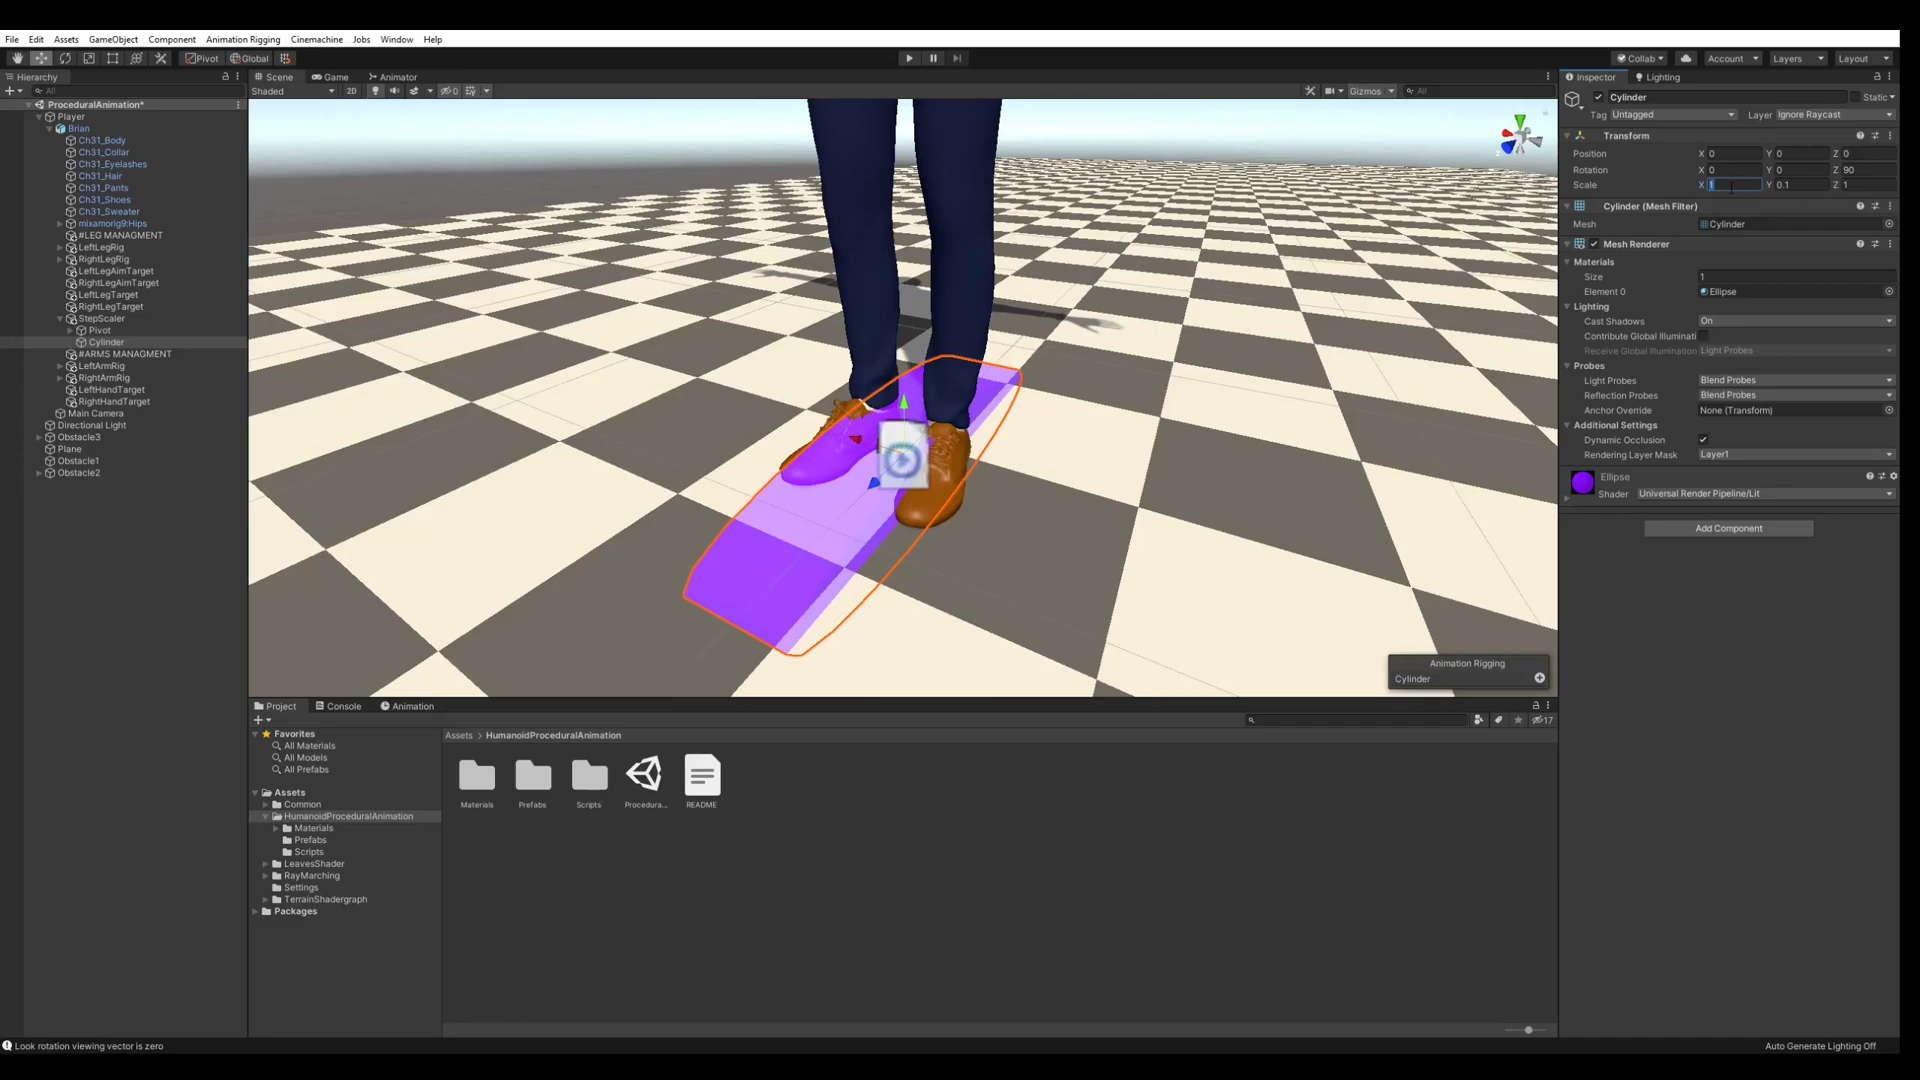 File Edit Assets GameObject Component Animation Rigging Cinemachine Jobs Window Help
Pivot Global Collab Account Layers Layout
Hierarchy
All
ProceduralAnimation*
Player
Brian
Ch31_Body
Ch31_Collar
Ch31_Eyelashes
Ch31_Hair
Ch31_Pants
Ch31_Shoes
Ch31_Sweater
mixamorig9:Hips
#LEG MANAGMENT
LeftLegRig
RightLegRig
LeftLegAimTarget
RightLegAimTarget
LeftLegTarget
RightLegTarget
StepScaler
Pivot
Cylinder
#ARMS MANAGMENT
LeftArmRig
RightArmRig
LeftHandTarget
RightHandTarget
Main Camera
Directional Light
Obstacle3
Plane
Obstacle1
Obstacle2
Scene Game Animator
Shaded 2D 0 Gizmos All
Animation Rigging
Cylinder
Inspector Lighting
Cylinder Static
Tag Untagged Layer Ignore Raycast
Transform
Position X 0 Y 0 Z 0
Rotation X 0 Y 0 Z 90
Scale X 1 Y 0.1 Z 1
Cylinder (Mesh Filter)
Mesh Cylinder
Mesh Renderer
Materials
Size 1
Element 0 Ellipse
Lighting
Cast Shadows On
Contribute Global Illuminati
Receive Global Illumination Light Probes
Probes
Light Probes Blend Probes
Reflection Probes Blend Probes
Anchor Override None (Transform)
Additional Settings
Dynamic Occlusion
Rendering Layer Mask Layer1
Ellipse
Shader Universal Render Pipeline/Lit
Add Component
Project Console Animation
17
Favorites
All Materials
All Models
All Prefabs
Assets
Common
HumanoidProceduralAnimation
Materials
Prefabs
Scripts
LeavesShader
RayMarching
Settings
TerrainShadergraph
Packages
Assets HumanoidProceduralAnimation
Materials Prefabs Scripts Procedura... README
Look rotation viewing vector is zero
Auto Generate Lighting Off